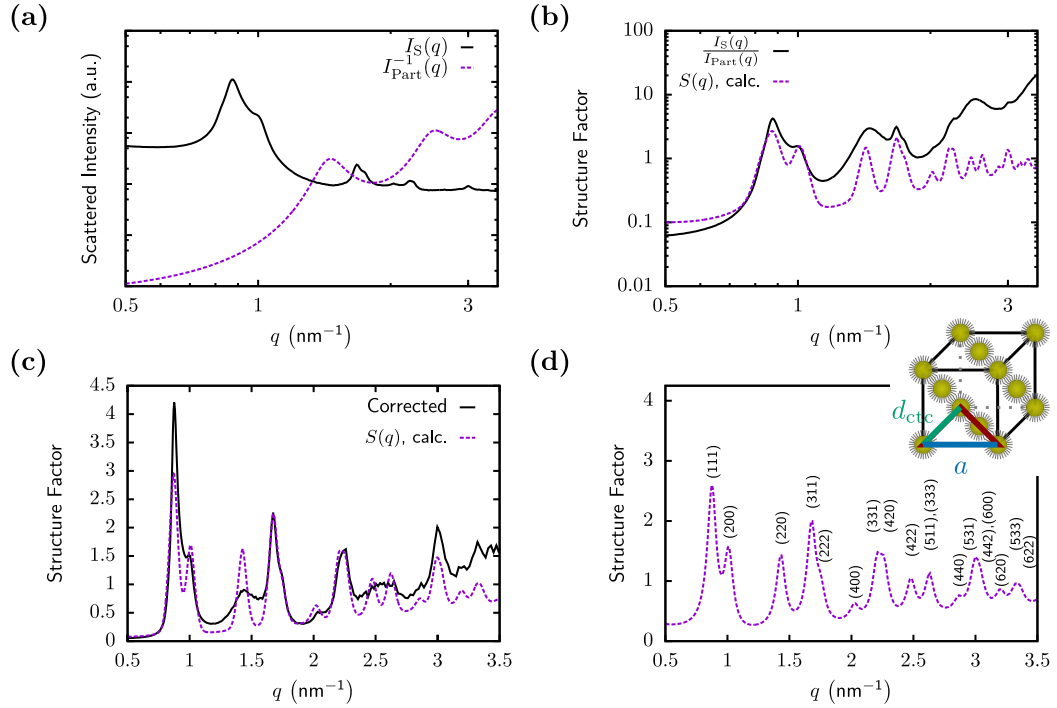 (a)
Scattered Intensity (a.u.)
I_S(q)
I_Part^{-1}(q)
0.5 1 3
q (nm⁻¹)
(b)
Structure Factor
100
10
1
0.1
0.01
I_S(q)
I_Part(q)
S(q), calc.
0.5 1 3
q (nm⁻¹)
(c)
Structure Factor
4.5
4
3.5
3
2.5
2
1.5
1
0.5
0
Corrected
S(q), calc.
0.5 1 1.5 2 2.5 3 3.5
q (nm⁻¹)
(d)
Structure Factor
4
3
2
1
0
d_ctc
a
(111)
(200)
(220)
(311)
(222)
(400)
(331)
(420)
(422)
(511),(333)
(440)
(531)
(442),(600)
(620)
(533)
(622)
0.5 1 1.5 2 2.5 3 3.5
q (nm⁻¹)